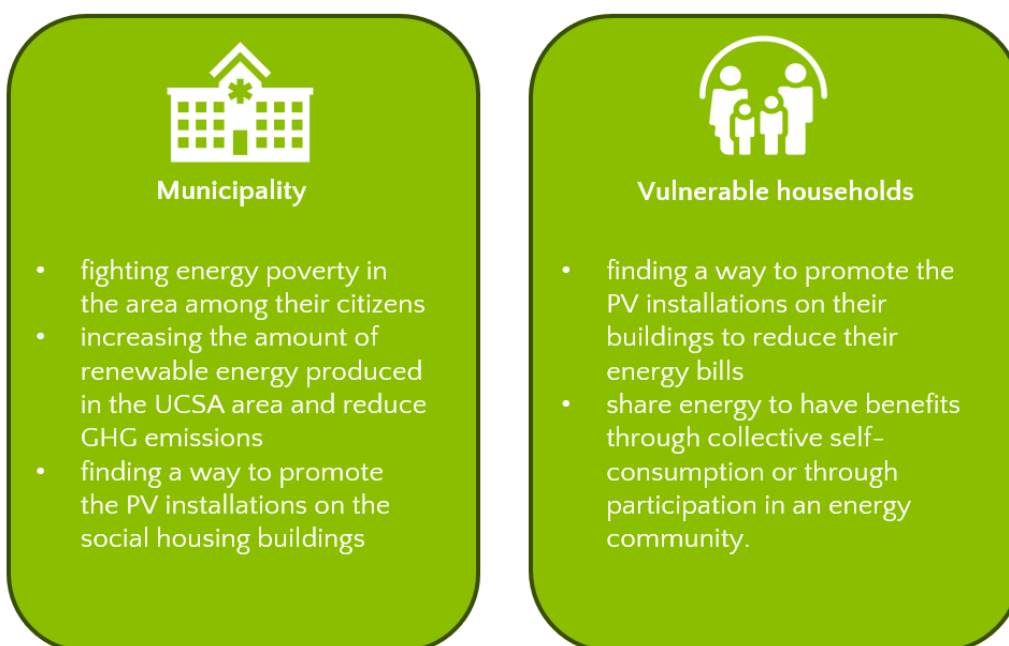 Municipality
• fighting energy poverty in
the area among their citizens
• increasing the amount of
renewable energy produced
in the UCSA area and reduce
GHG emissions
• finding a way to promote
the PV installations on the
social housing buildings
Vulnerable households
• finding a way to promote the
PV installations on their
buildings to reduce their
energy bills
• share energy to have benefits
through collective self-
consumption or through
participation in an energy
community.